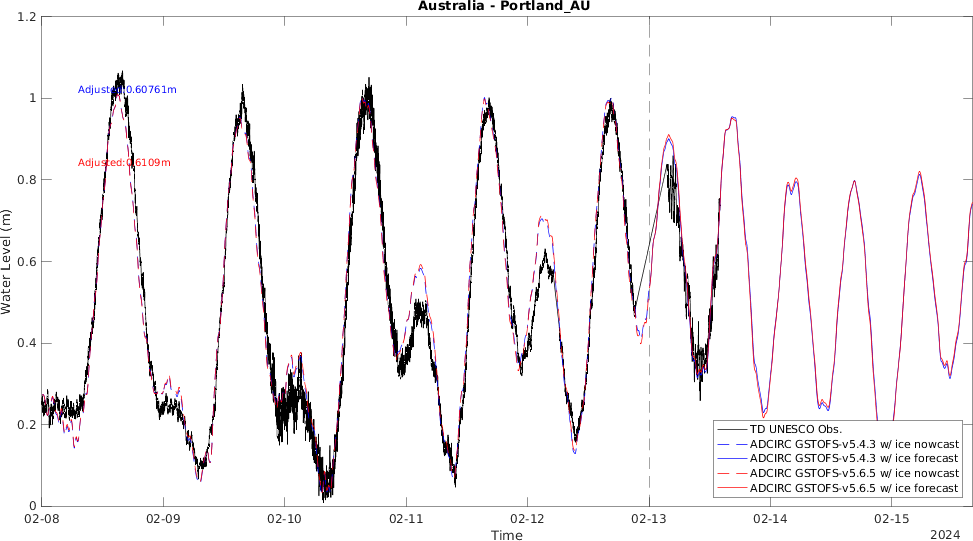 Australia - Portland_AU
1.2
1
0.8
0.6
0.4
0.2
0
Water Level (m)
Adjusted:0.60761m
Adjusted:0.6109m
TD UNESCO Obs.
ADCIRC GSTOFS-v5.4.3 w/ ice nowcast
ADCIRC GSTOFS-v5.4.3 w/ ice forecast
ADCIRC GSTOFS-v5.6.5 w/ ice nowcast
ADCIRC GSTOFS-v5.6.5 w/ ice forecast
02-08 02-09 02-10 02-11 02-12 02-13 02-14 02-15
Time
2024